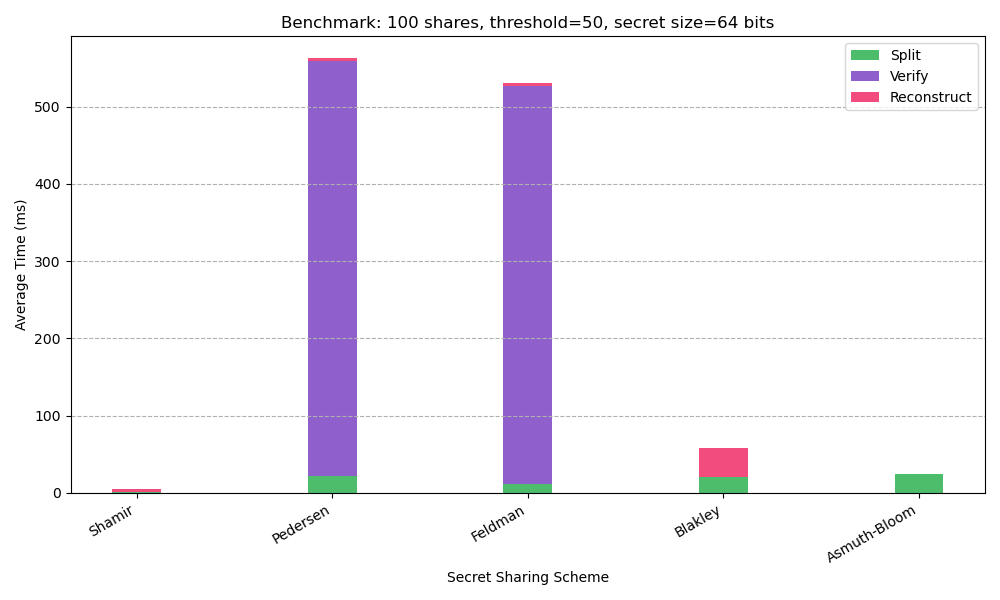 Benchmark: 100 shares, threshold=50, secret size=64 bits
Split
Verify
Reconstruct
Average Time (ms)
500
400
300
200
100
0
Shamir
Pedersen
Feldman
Blakley
Asmuth-Bloom
Secret Sharing Scheme